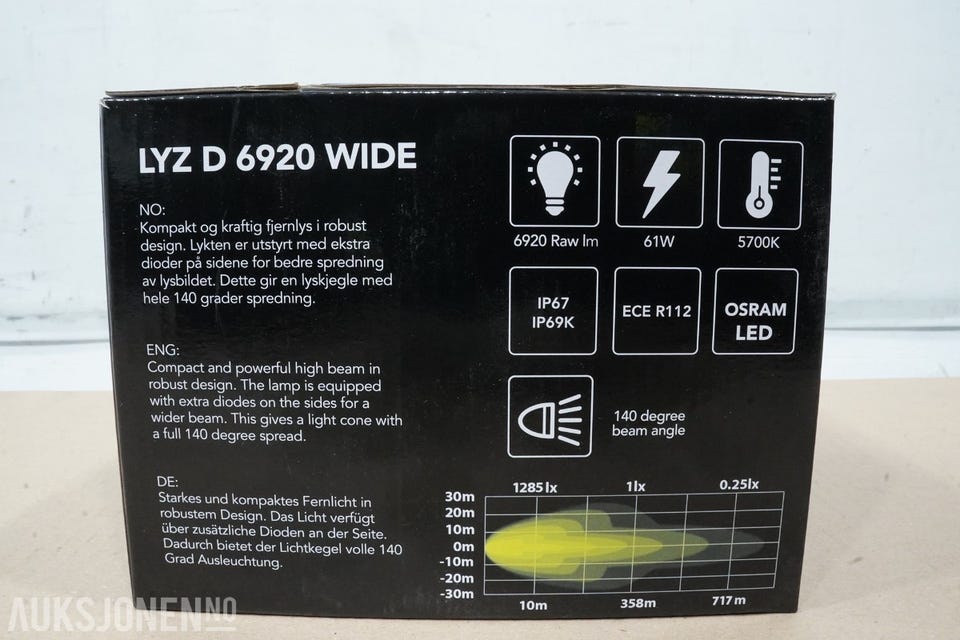 LYZ D 6920 WIDE
NO:
Kompakt og kraftig fjernlys i robust
design. Lykten er utstyrt med ekstra
dioder på sidene for bedre spredning
av lysbildet. Dette gir en lyskjegle med
hele 140 grader spredning.
ENG:
Compact and powerful high beam in
robust design. The lamp is equipped
with extra diodes on the sides for a
wider beam. This gives a light cone with
a full 140 degree spread.
DE:
Starkes und kompaktes Fernlicht in
robustem Design. Das Licht verfügt
über zusätzliche Dioden an der Seite.
Dadurch bietet der Lichtkegel volle 140
Grad Ausleuchtung.
6920 Raw lm
61W
5700K
IP67
IP69K
ECE R112
OSRAM
LED
140 degree
beam angle
1285 lx 1 lx 0.25lx
30m
20m
10m
0m
-10m
-20m
-30m
10m 358m 717 m
AUKSJONEN.NO